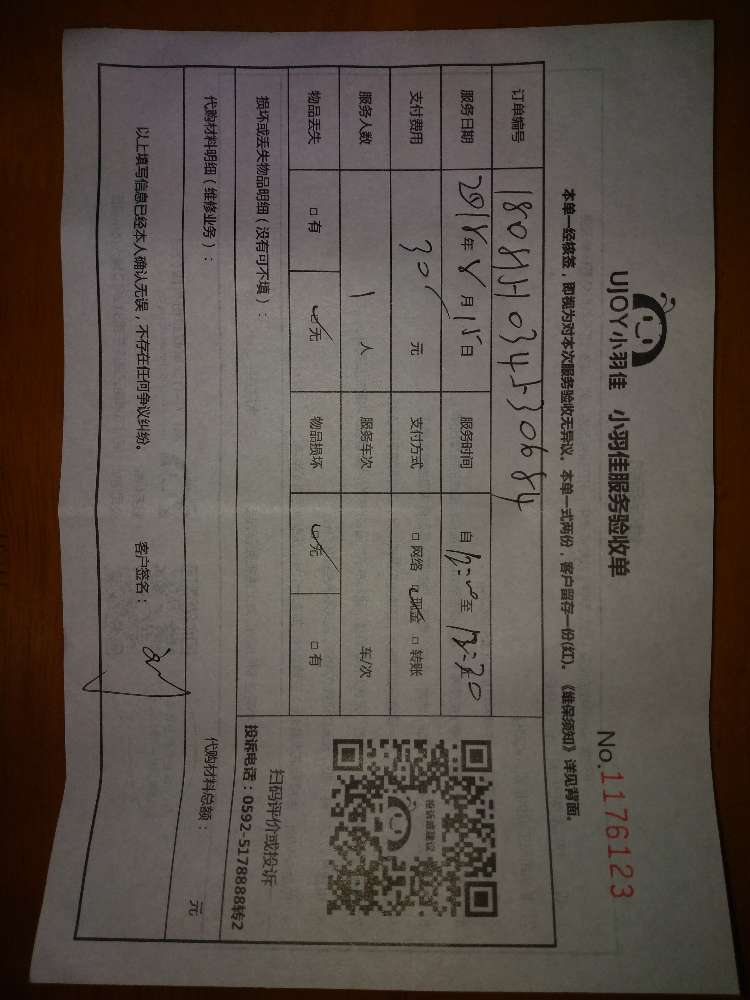 UJOY小羽佳 小羽佳服务验收单
No.1176123
本单一经核签，即视为对本次服务验收无异议。本单一式两份，客户留存一份(红)。《维保须知》详见背面。
订单编号
服务日期 2018年8月15日 服务时间 自 至
支付费用 30 元 支付方式 □ 网络 □ 现金 □ 转账
服务人数 1 人 服务车次 车/次
物品丢失 □ 有 □ 无 物品损坏 □ 无 □ 有
投诉或建议
扫码评价或投诉
投诉电话：0592-5178888转2
损坏或丢失物品明细（没有可不填）：
代购材料明细（维修业务）： 代购材料总额： 元
以上填写信息已经本人确认无误，不存在任何争议纠纷。 客户签名：